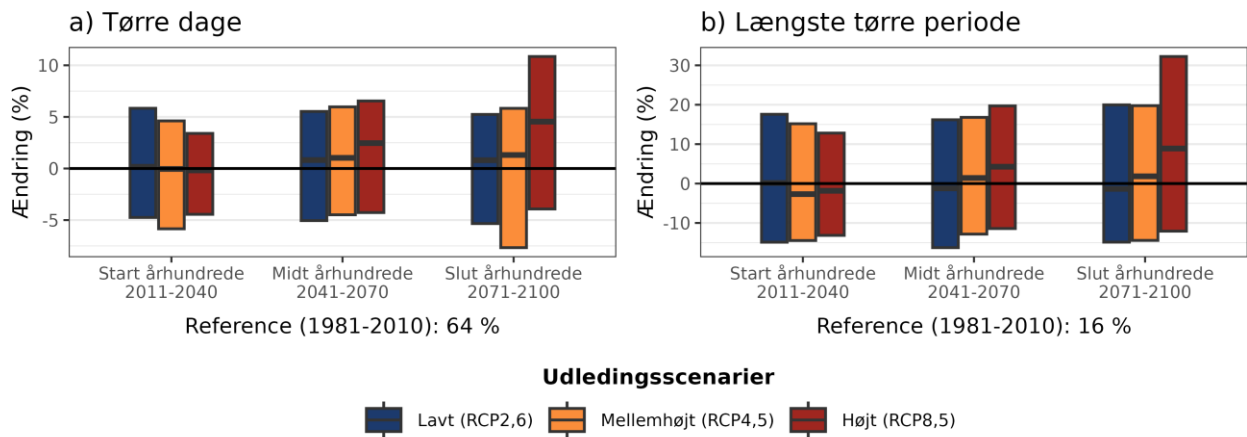 a) Tørre dage
Ændring (%)
10
5
0
-5
Start århundrede
2011-2040
Midt århundrede
2041-2070
Slut århundrede
2071-2100
Reference (1981-2010): 64 %
b) Længste tørre periode
Ændring (%)
30
20
10
0
-10
Start århundrede
2011-2040
Midt århundrede
2041-2070
Slut århundrede
2071-2100
Reference (1981-2010): 16 %
Udledingsscenarier
Lavt (RCP2,6)
Mellemhøjt (RCP4,5)
Højt (RCP8,5)